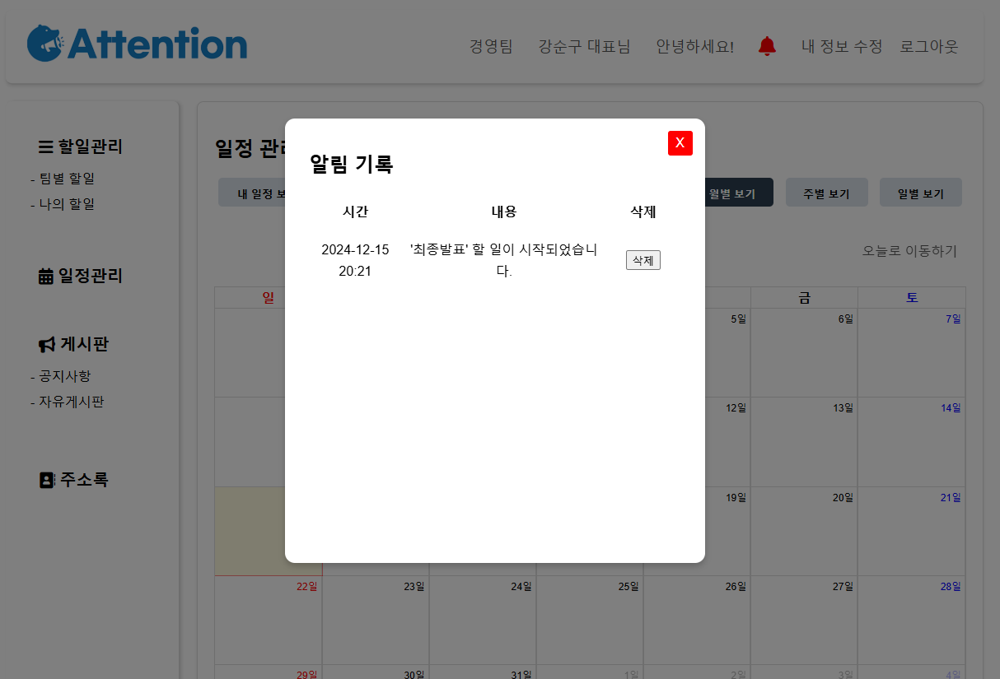 Attention
경영팀 강순구 대표님 안녕하세요! 내 정보 수정 로그아웃
할일관리
- 팀별 할일
- 나의 할일
일정관리
게시판
- 공지사항
- 자유게시판
주소록
일정
내 일정
월별 보기 주별 보기 일별 보기
오늘로 이동하기
알림 기록
X
시간 내용 삭제
2024-12-15
20:21
'최종발표' 할 일이 시작되었습니
다.
삭제
일 금 토
5일 6일 7일
12일 13일 14일
19일 20일 21일
22일 23일 24일 25일 26일 27일 28일
29일 30일 31일 1일 2일 3일 4일